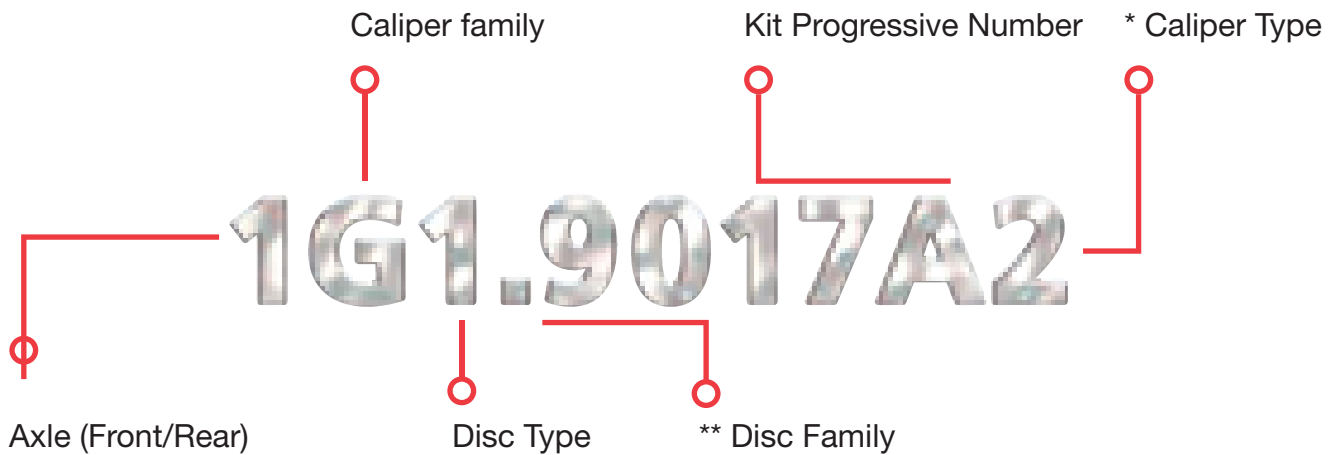 Caliper family
Kit Progressive Number
* Caliper Type
1G1.9017A2
Axle (Front/Rear)
Disc Type
** Disc Family